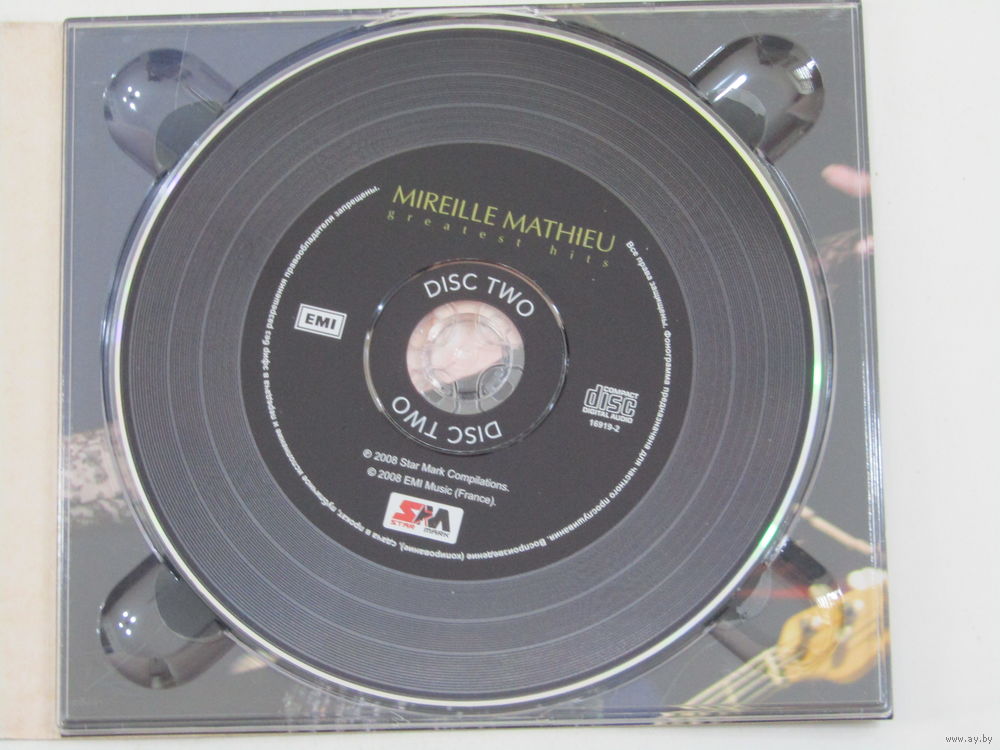 MIREILLE MATHIEU
greatest hits
DISC TWO
EMI
COMPACT
disc
DIGITAL AUDIO
16919-2
DISC TWO
℗ 2008 Star Mark Compilations.
© 2008 EMI Music (France).
STAR MARK
Все права защищены. Фонограмма предназначена для частного прослушивания. Воспроизведение (копирование), сдача в прокат, публичное исполнение и передача в эфир без разрешения правообладателя запрещены.
www.ay.by